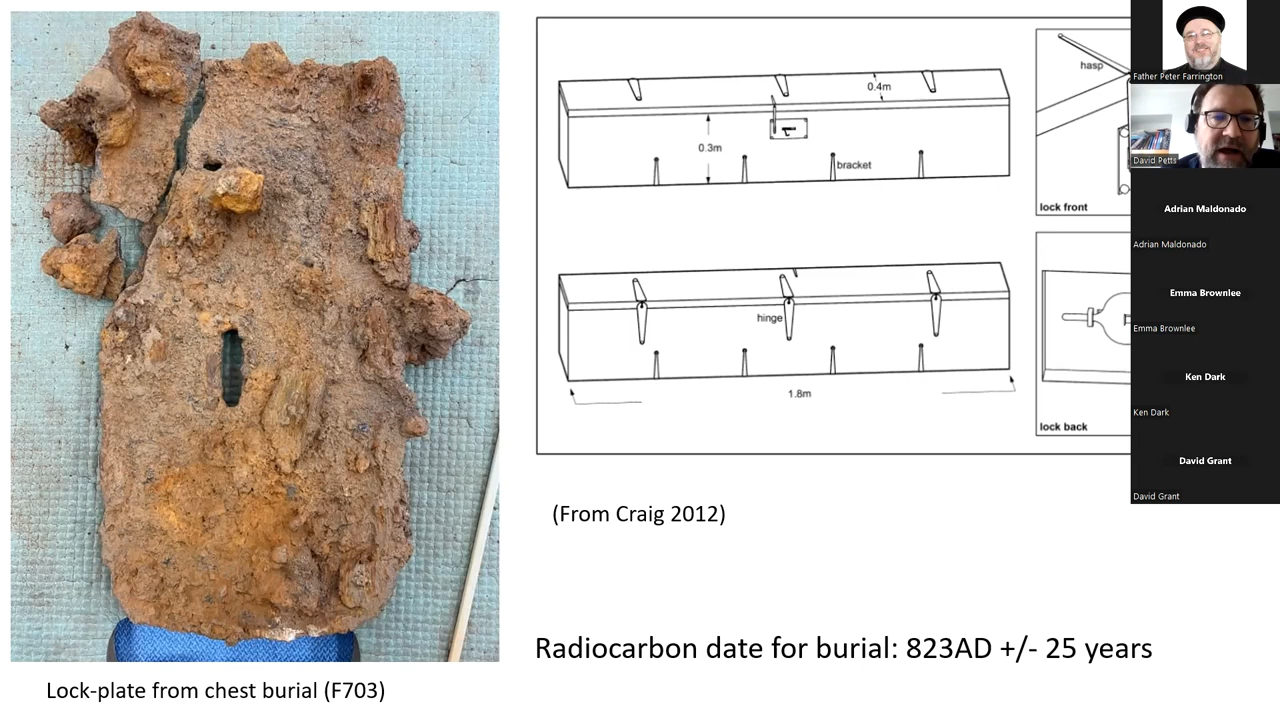 Lock-plate from chest burial (F703)
0.4m
0.3m
bracket
hinge
1.8m
hasp
lock front
lock back
(From Craig 2012)
Radiocarbon date for burial: 823AD +/- 25 years
Father Peter Farrington
David Petts
Adrian Maldonado
Adrian Maldonado
Emma Brownlee
Emma Brownlee
Ken Dark
Ken Dark
David Grant
David Grant